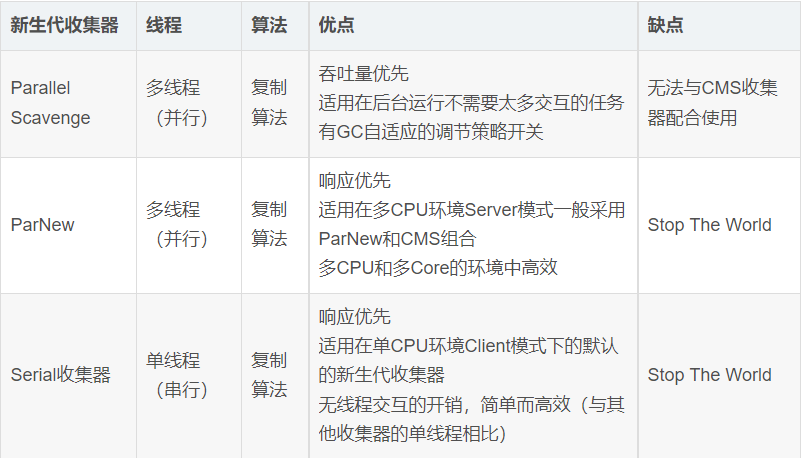 新生代收集器 线程 算法 优点 缺点
Parallel
Scavenge
多线程
（并行）
复制
算法
吞吐量优先
适用在后台运行不需要太多交互的任务
有GC自适应的调节策略开关
无法与CMS收集
器配合使用
ParNew
多线程
（并行）
复制
算法
响应优先
适用在多CPU环境Server模式一般采用
ParNew和CMS组合
多CPU和多Core的环境中高效
Stop The World
Serial收集器
单线程
（串行）
复制
算法
响应优先
适用在单CPU环境Client模式下的默认
的新生代收集器
无线程交互的开销，简单而高效（与其
他收集器的单线程相比）
Stop The World